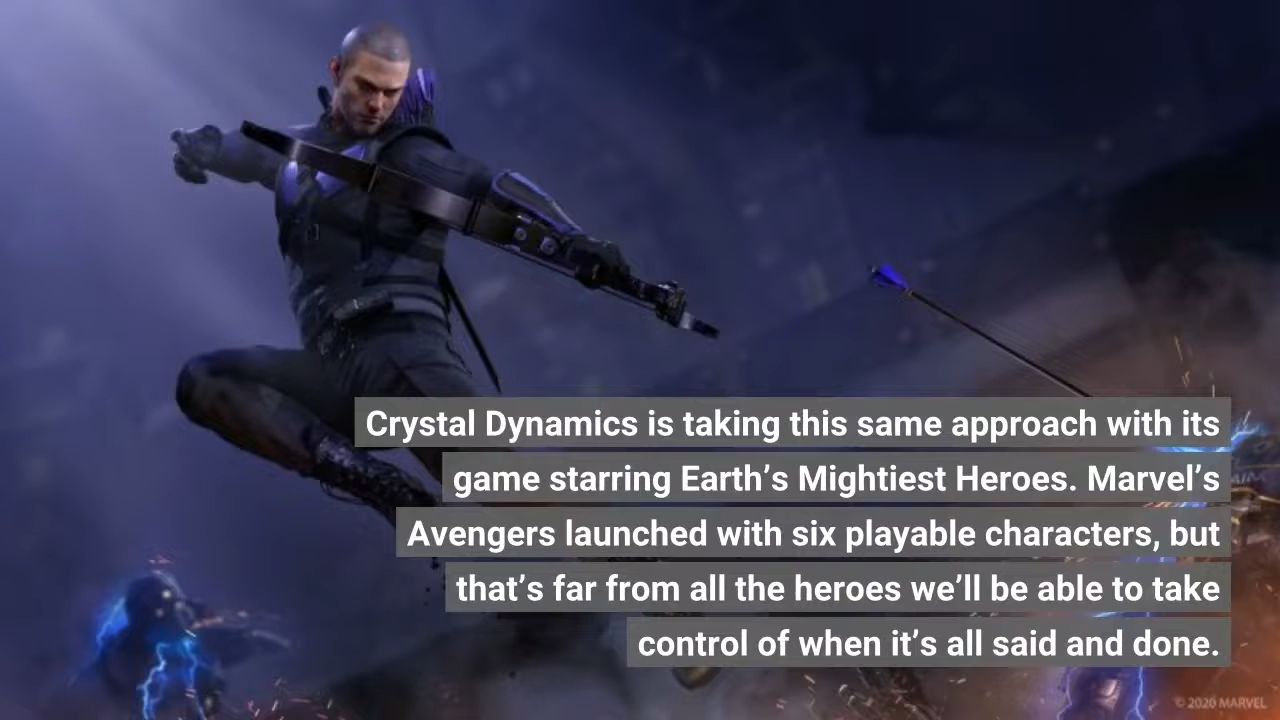 Crystal Dynamics is taking this same approach with its
game starring Earth’s Mightiest Heroes. Marvel’s
Avengers launched with six playable characters, but
that’s far from all the heroes we’ll be able to take
control of when it’s all said and done.
AIM
© 2020 MARVEL